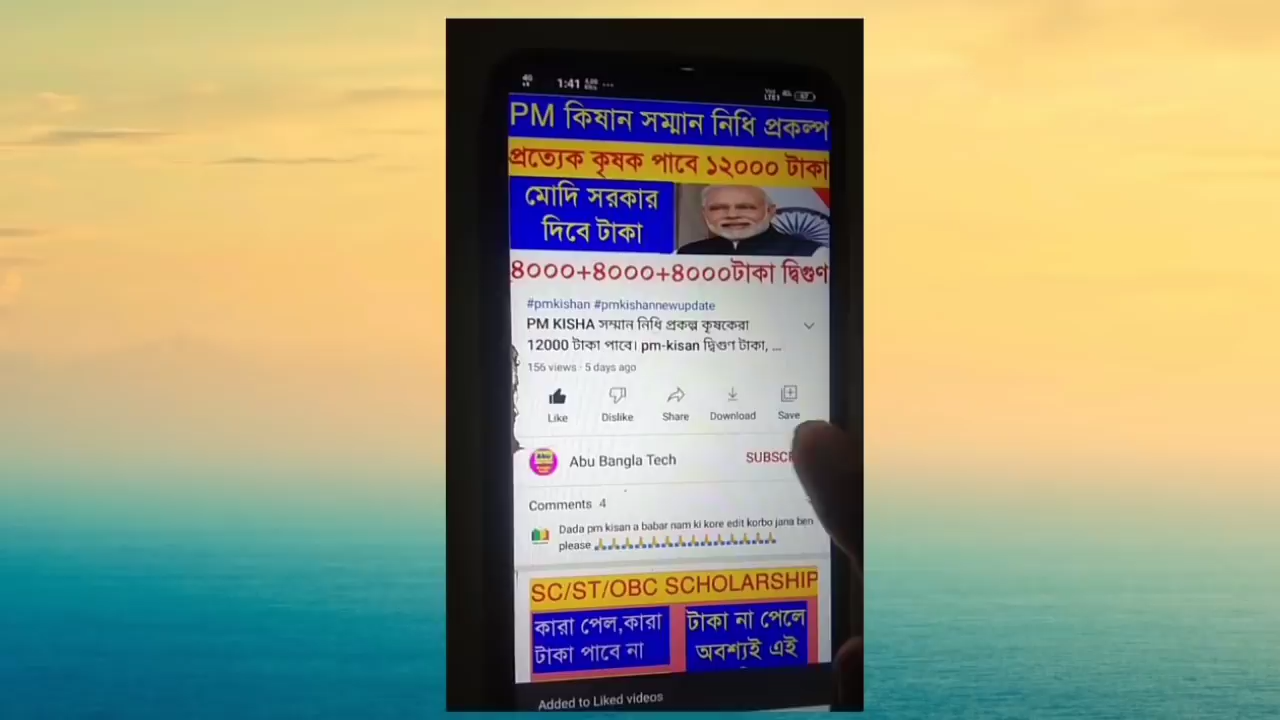 1:41
PM কিষান সম্মান নিধি প্রকল্প
প্রত্যেক কৃষক পাবে ১২০০০ টাকা
মোদি সরকার
দিবে টাকা
৪০০০+৪০০০+৪০০০টাকা দ্বিগুণ
#pmkishan #pmkishannewupdate
PM KISHA সম্মান নিধি প্রকল্প কৃষকেরা
12000 টাকা পাবে। pm-kisan দ্বিগুণ টাকা, ...
156 views · 5 days ago
Like Dislike Share Download Save
Abu Bangla Tech SUBSCR
Comments 4
Dada pm kisan a babar nam ki kore edit korbo jana ben
please 🙏🙏🙏🙏🙏🙏🙏🙏🙏🙏🙏🙏🙏🙏
SC/ST/OBC SCHOLARSHIP
কারা পেল,কারা
টাকা পাবে না
টাকা না পেলে
অবশ্যই এই
Added to Liked videos